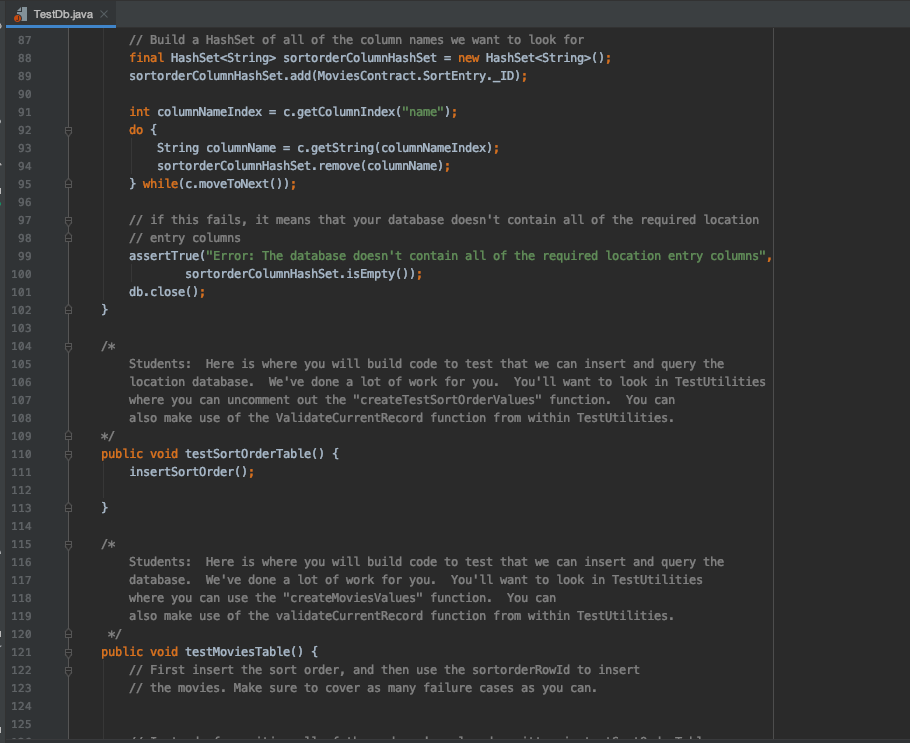 TestDb.java
87 // Build a HashSet of all of the column names we want to look for
88 final HashSet<String> sortorderColumnHashSet = new HashSet<String>();
89 sortorderColumnHashSet.add(MoviesContract.SortEntry._ID);
90
91 int columnNameIndex = c.getColumnIndex("name");
92 do {
93 String columnName = c.getString(columnNameIndex);
94 sortorderColumnHashSet.remove(columnName);
95 } while(c.moveToNext());
96
97 // if this fails, it means that your database doesn't contain all of the required location
98 // entry columns
99 assertTrue("Error: The database doesn't contain all of the required location entry columns",
100 sortorderColumnHashSet.isEmpty());
101 db.close();
102 }
103
104 /*
105 Students:  Here is where you will build code to test that we can insert and query the
106 location database.  We've done a lot of work for you.  You'll want to look in TestUtilities
107 where you can uncomment out the "createTestSortOrderValues" function.  You can
108 also make use of the ValidateCurrentRecord function from within TestUtilities.
109 */
110 public void testSortOrderTable() {
111 insertSortOrder();
112
113 }
114
115 /*
116 Students:  Here is where you will build code to test that we can insert and query the
117 database.  We've done a lot of work for you.  You'll want to look in TestUtilities
118 where you can use the "createMoviesValues" function.  You can
119 also make use of the validateCurrentRecord function from within TestUtilities.
120 */
121 public void testMoviesTable() {
122 // First insert the sort order, and then use the sortorderRowId to insert
123 // the movies. Make sure to cover as many failure cases as you can.
124
125